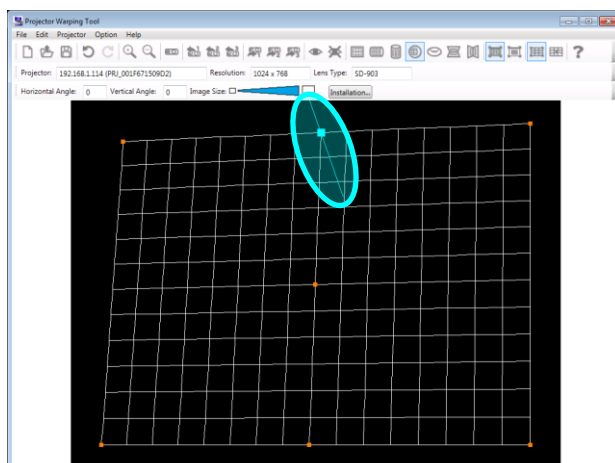 Projector Warping Tool
File Edit Projector Option Help
Projector: 192.168.1.114 (PRJ_001F671509D2) Resolution: 1024 x 768 Lens Type: SD-903
Horizontal Angle: 0 Vertical Angle: 0 Image Size: Installation...